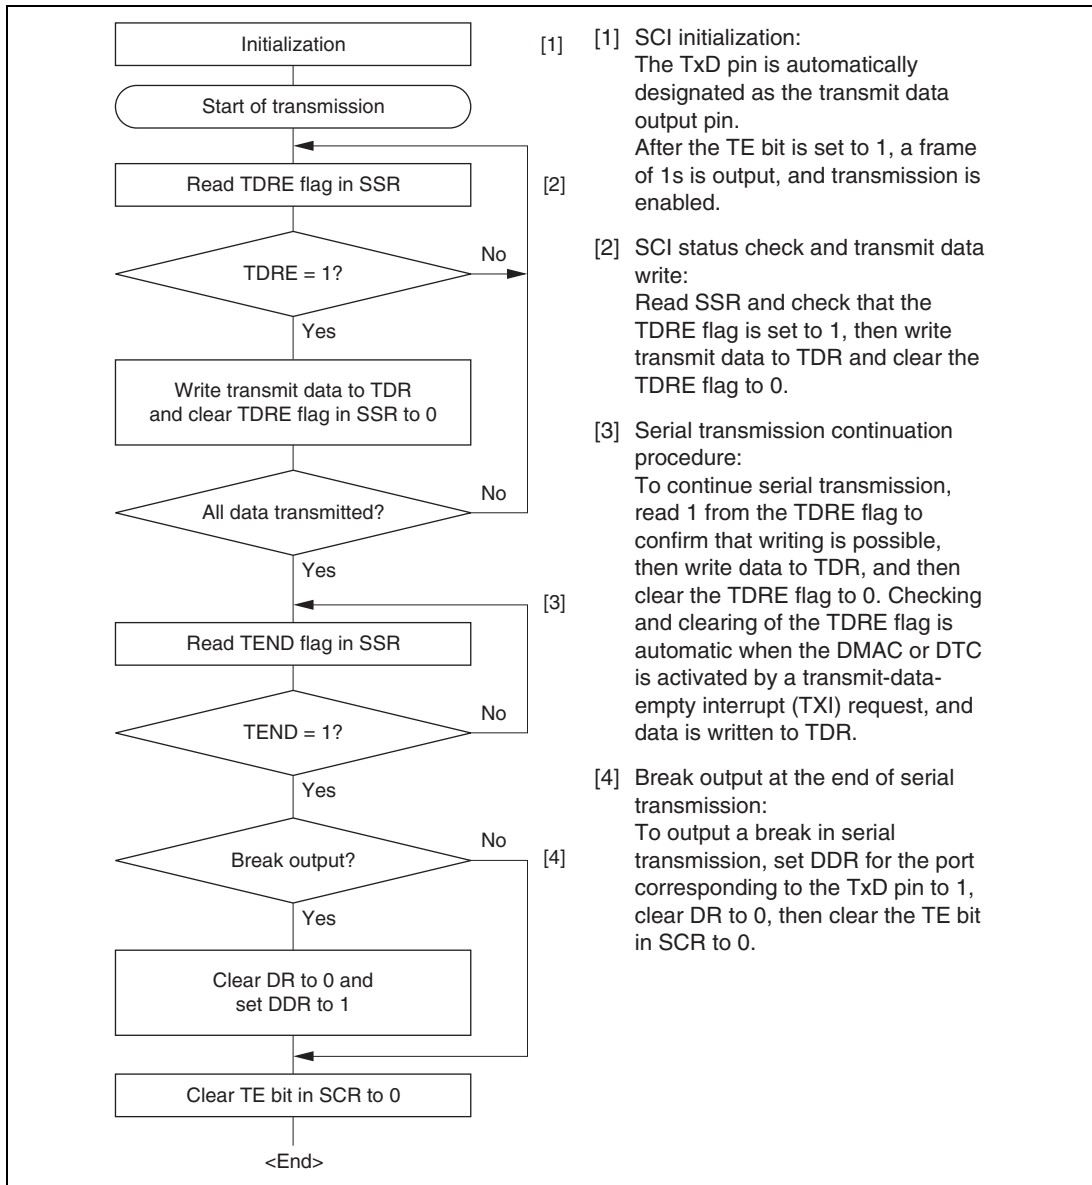 Initialization
[1]
Start of transmission
Read TDRE flag in SSR
[2]
TDRE = 1?
No
Yes
Write transmit data to TDR
and clear TDRE flag in SSR to 0
All data transmitted?
No
Yes
[3]
Read TEND flag in SSR
TEND = 1?
No
Yes
Break output?
No
[4]
Yes
Clear DR to 0 and
set DDR to 1
Clear TE bit in SCR to 0
<End>
[1] SCI initialization:
The TxD pin is automatically
designated as the transmit data
output pin.
After the TE bit is set to 1, a frame
of 1s is output, and transmission is
enabled.
[2] SCI status check and transmit data
write:
Read SSR and check that the
TDRE flag is set to 1, then write
transmit data to TDR and clear the
TDRE flag to 0.
[3] Serial transmission continuation
procedure:
To continue serial transmission,
read 1 from the TDRE flag to
confirm that writing is possible,
then write data to TDR, and then
clear the TDRE flag to 0. Checking
and clearing of the TDRE flag is
automatic when the DMAC or DTC
is activated by a transmit-data-
empty interrupt (TXI) request, and
data is written to TDR.
[4] Break output at the end of serial
transmission:
To output a break in serial
transmission, set DDR for the port
corresponding to the TxD pin to 1,
clear DR to 0, then clear the TE bit
in SCR to 0.